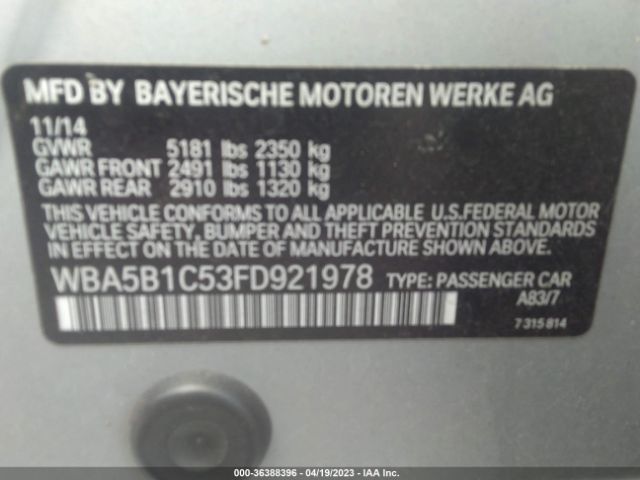 MFD BY BAYERISCHE MOTOREN WERKE AG
11/14
GVWR 5181 lbs 2350 kg
GAWR FRONT 2491 lbs 1130 kg
GAWR REAR 2910 lbs 1320 kg
THIS VEHICLE CONFORMS TO ALL APPLICABLE U.S.FEDERAL MOTOR
VEHICLE SAFETY, BUMPER AND THEFT PREVENTION STANDARDS
IN EFFECT ON THE DATE OF MANUFACTURE SHOWN ABOVE.
WBA5B1C53FD921978 TYPE: PASSENGER CAR
A83/7
7315814
000-36388396 - 04/19/2023 - IAA Inc.